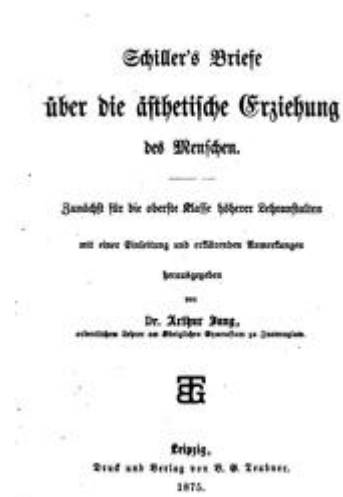 Schiller's Briefe
über die ästhetische Erziehung
des Menschen.
Zunächst für die oberste Klasse höherer Lehranstalten
mit einer Einleitung und erklärenden Anmerkungen
herausgegeben
von
Dr. Arthur Jung,
ordentlichem Lehrer am Königlichen Gymnasium zu Inowrazlaw.
BGT
Leipzig,
Druck und Verlag von B. G. Teubner.
1875.